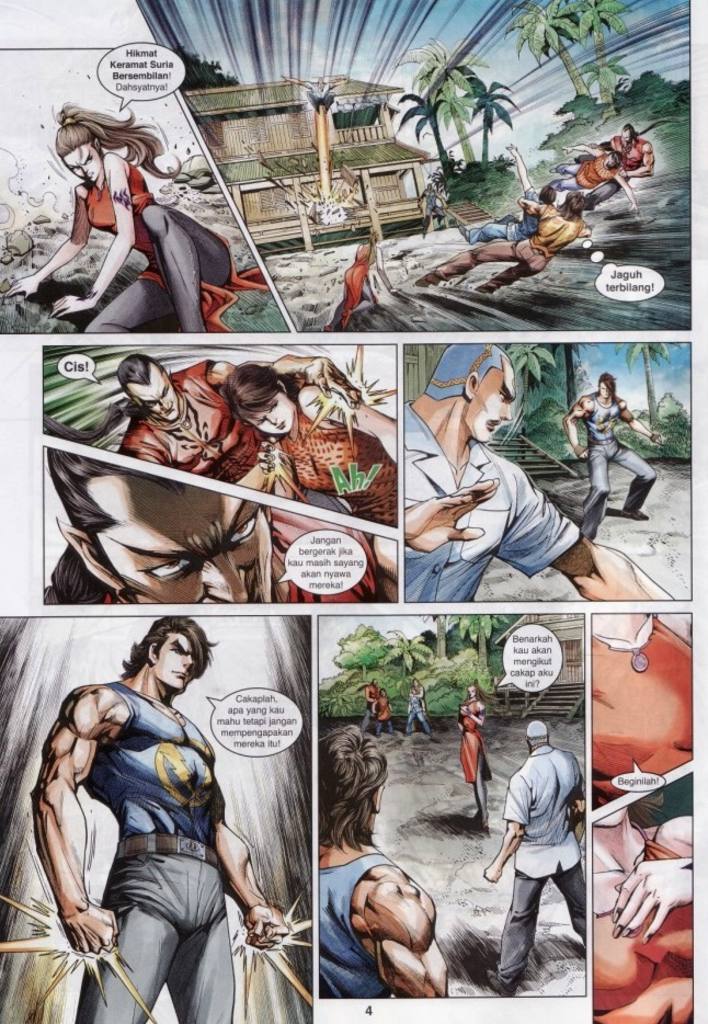 Hikmat
Keramat Suria
Bersembilan!
Dahsyatnya!
Jaguh
terbilang!
Cis!
Ah!
Jangan
bergerak jika
kau masih sayang
akan nyawa
mereka!
Cakaplah,
apa yang kau
mahu tetapi jangan
mengapengapakan
mereka itu!
Benarkah
kau akan
mengikut
cakap aku
ini?
Beginilah!
4